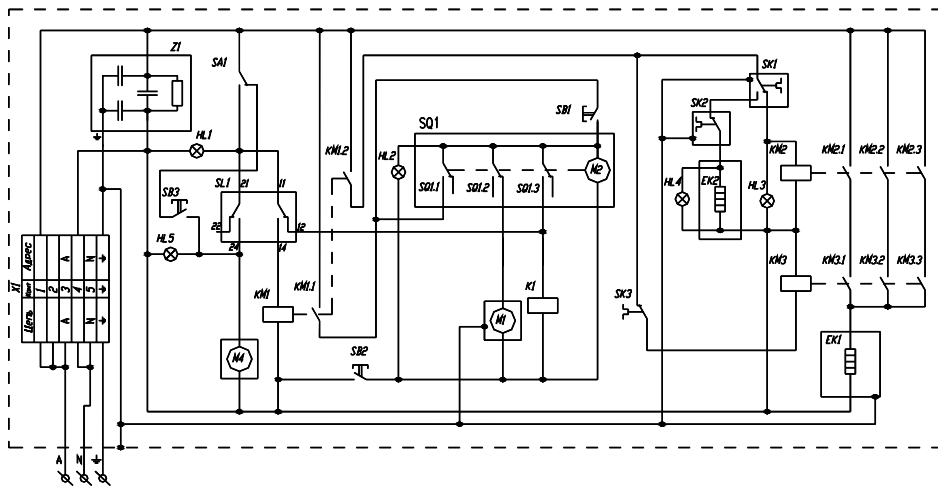 Z1
SA1
HL1
KM1.2
HL2
SQ1
SB1
SK1
SK2
KM2
KM2.1
KM2.2
KM2.3
SB3
SL1
21
11
SQ1.1
SQ1.2
SQ1.3
M2
HL4
EK2
HL3
22
12
HL5
24
14
X1
Адрес
A
N
Конт
1
2
3
4
5
Цепь
A
N
KM1
KM1.1
M1
K1
SK3
KM3
KM3.1
KM3.2
KM3.3
M4
SB2
EK1
A
N